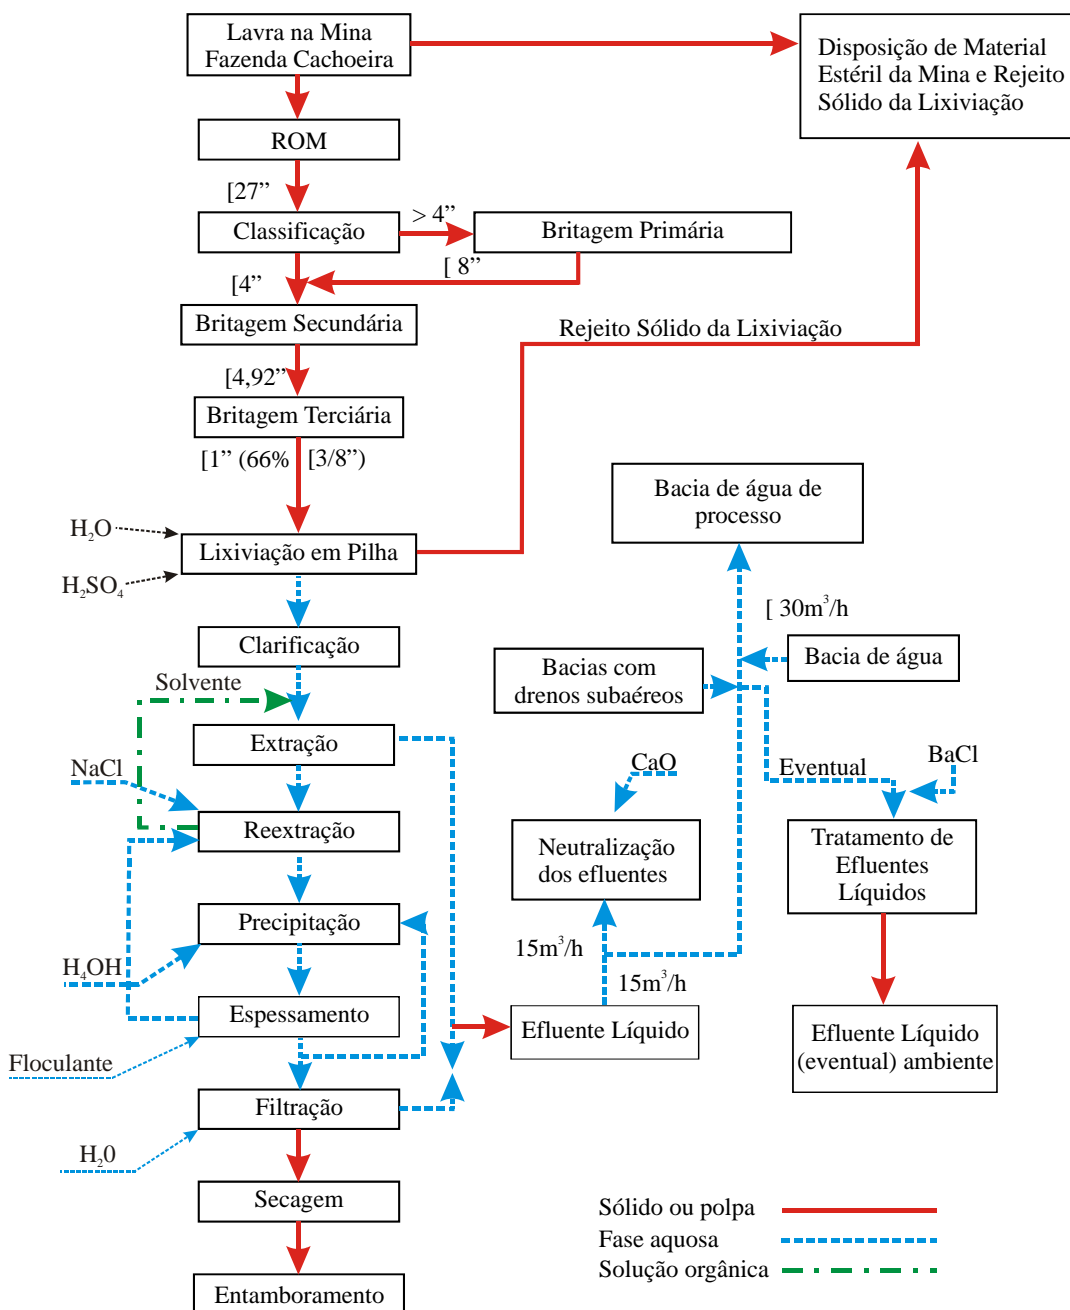 Lavra na Mina
Fazenda Cachoeira
Disposição de Material
Estéril da Mina e Rejeito
Sólido da Lixiviação
ROM
[27”
Classificação
> 4”
Britagem Primária
[ 8”
[4”
Britagem Secundária
Rejeito Sólido da Lixiviação
[4,92”
Britagem Terciária
[1” (66% [3/8”)
Bacia de água de
processo
H₂O
Lixiviação em Pilha
H₂SO₄
[ 30m³/h
Clarificação
Bacia de água
Bacias com
drenos subaéreos
Solvente
Extração
NaCl
CaO
Eventual
BaCl
Reextração
Neutralização
dos efluentes
Tratamento de
Efluentes
Líquidos
Precipitação
15m³/h
H₄OH
15m³/h
Espessamento
Efluente Líquido
Efluente Líquido
(eventual) ambiente
Floculante
Filtração
H₂0
Secagem
Sólido ou polpa
Fase aquosa
Solução orgânica
Entamboramento